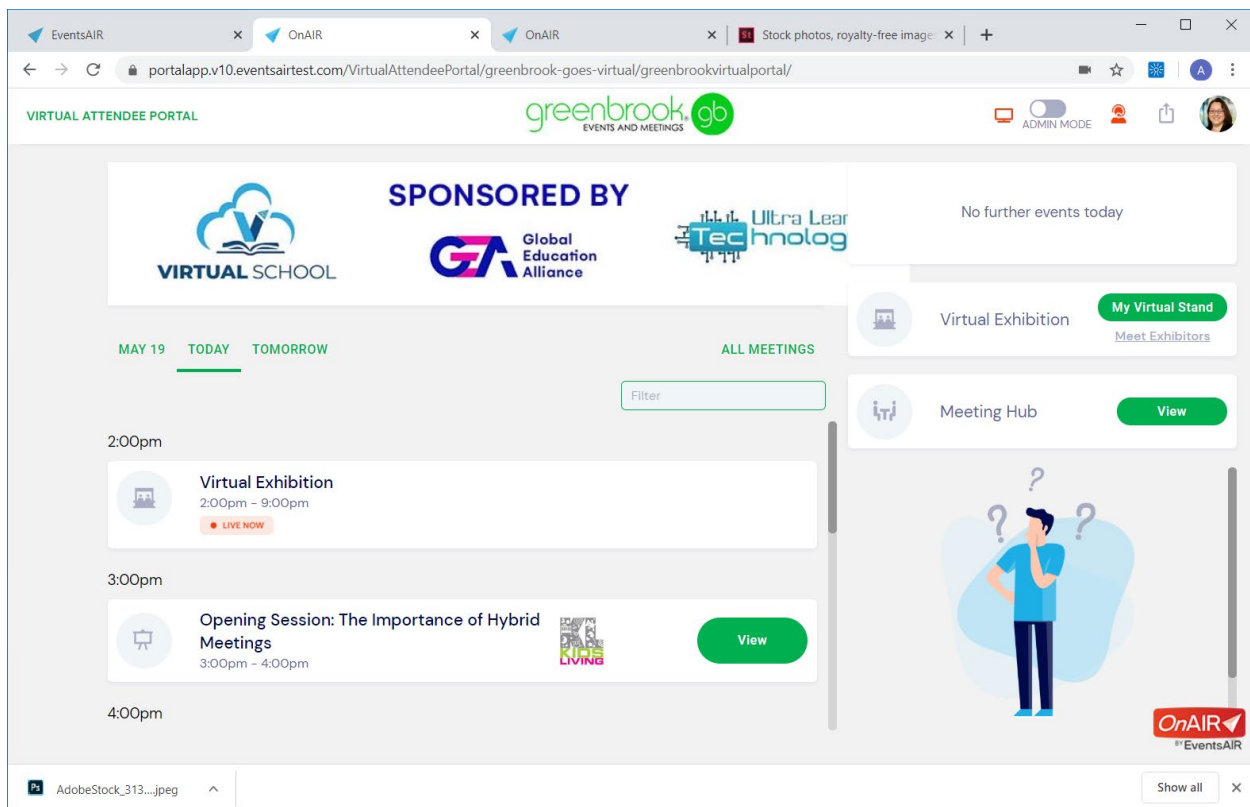 EventsAIR
OnAIR
OnAIR
St
Stock photos, royalty-free image
portalapp.v10.eventsairtest.com/VirtualAttendeePortal/greenbrook-goes-virtual/greenbrookvirtualportal/
A
VIRTUAL ATTENDEE PORTAL
greenbrook. gb
EVENTS AND MEETINGS
ADMIN MODE
VIRTUAL SCHOOL
SPONSORED BY
GEA
Global
Education
Alliance
Ultra Lear
Technolog
No further events today
Virtual Exhibition
My Virtual Stand
Meet Exhibitors
MAY 19 TODAY TOMORROW
ALL MEETINGS
Filter
Meeting Hub
View
2:00pm
Virtual Exhibition
2:00pm - 9:00pm
LIVE NOW
3:00pm
Opening Session: The Importance of Hybrid
Meetings
3:00pm - 4:00pm
KIDS
LIVING
View
4:00pm
? ? ?
OnAIR
BY EventsAIR
Ps
AdobeStock_313....jpeg
Show all